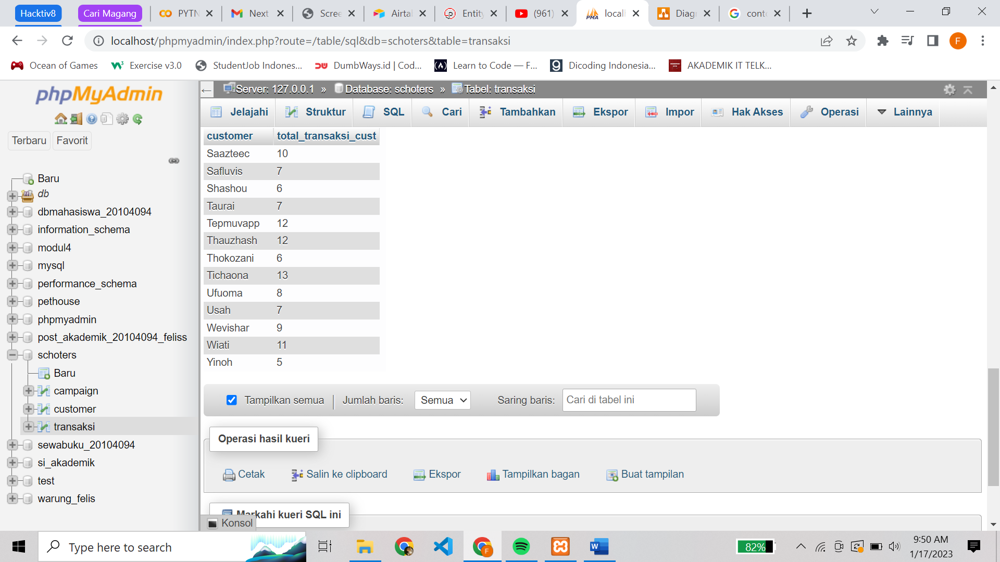 Hacktiv8
Cari Magang
PYTN
Next
Scree
Airtal
Entity
(961)
PMA
locall
Diagr
conto
localhost/phpmyadmin/index.php?route=/table/sql&db=schoters&table=transaksi
F
Ocean of Games
Exercise v3.0
StudentJob Indones...
DumbWays.id | Cod...
Learn to Code — F...
Dicoding Indonesia...
AKADEMIK IT TELK...
phpMyAdmin
Terbaru
Favorit
Baru
db
dbmahasiswa_20104094
information_schema
modul4
mysql
performance_schema
pethouse
phpmyadmin
post_akademik_20104094_feliss
schoters
Baru
campaign
customer
transaksi
sewabuku_20104094
si_akademik
test
warung_felis
Server: 127.0.0.1 » Database: schoters » Tabel: transaksi
Jelajahi
Struktur
SQL
Cari
Tambahkan
Ekspor
Impor
Hak Akses
Operasi
Lainnya
customer total_transaksi_cust
Saazteec 10
Safluvis 7
Shashou 6
Taurai 7
Tepmuvapp 12
Thauzhash 12
Thokozani 6
Tichaona 13
Ufuoma 8
Usah 7
Wevishar 9
Wiati 11
Yinoh 5
Tampilkan semua
Jumlah baris:
Semua
Saring baris:
Cari di tabel ini
Operasi hasil kueri
Cetak
Salin ke clipboard
Ekspor
Tampilkan bagan
Buat tampilan
Markahi kueri SQL ini
Konsol
Type here to search
F
W
82%
9:50 AM
1/17/2023